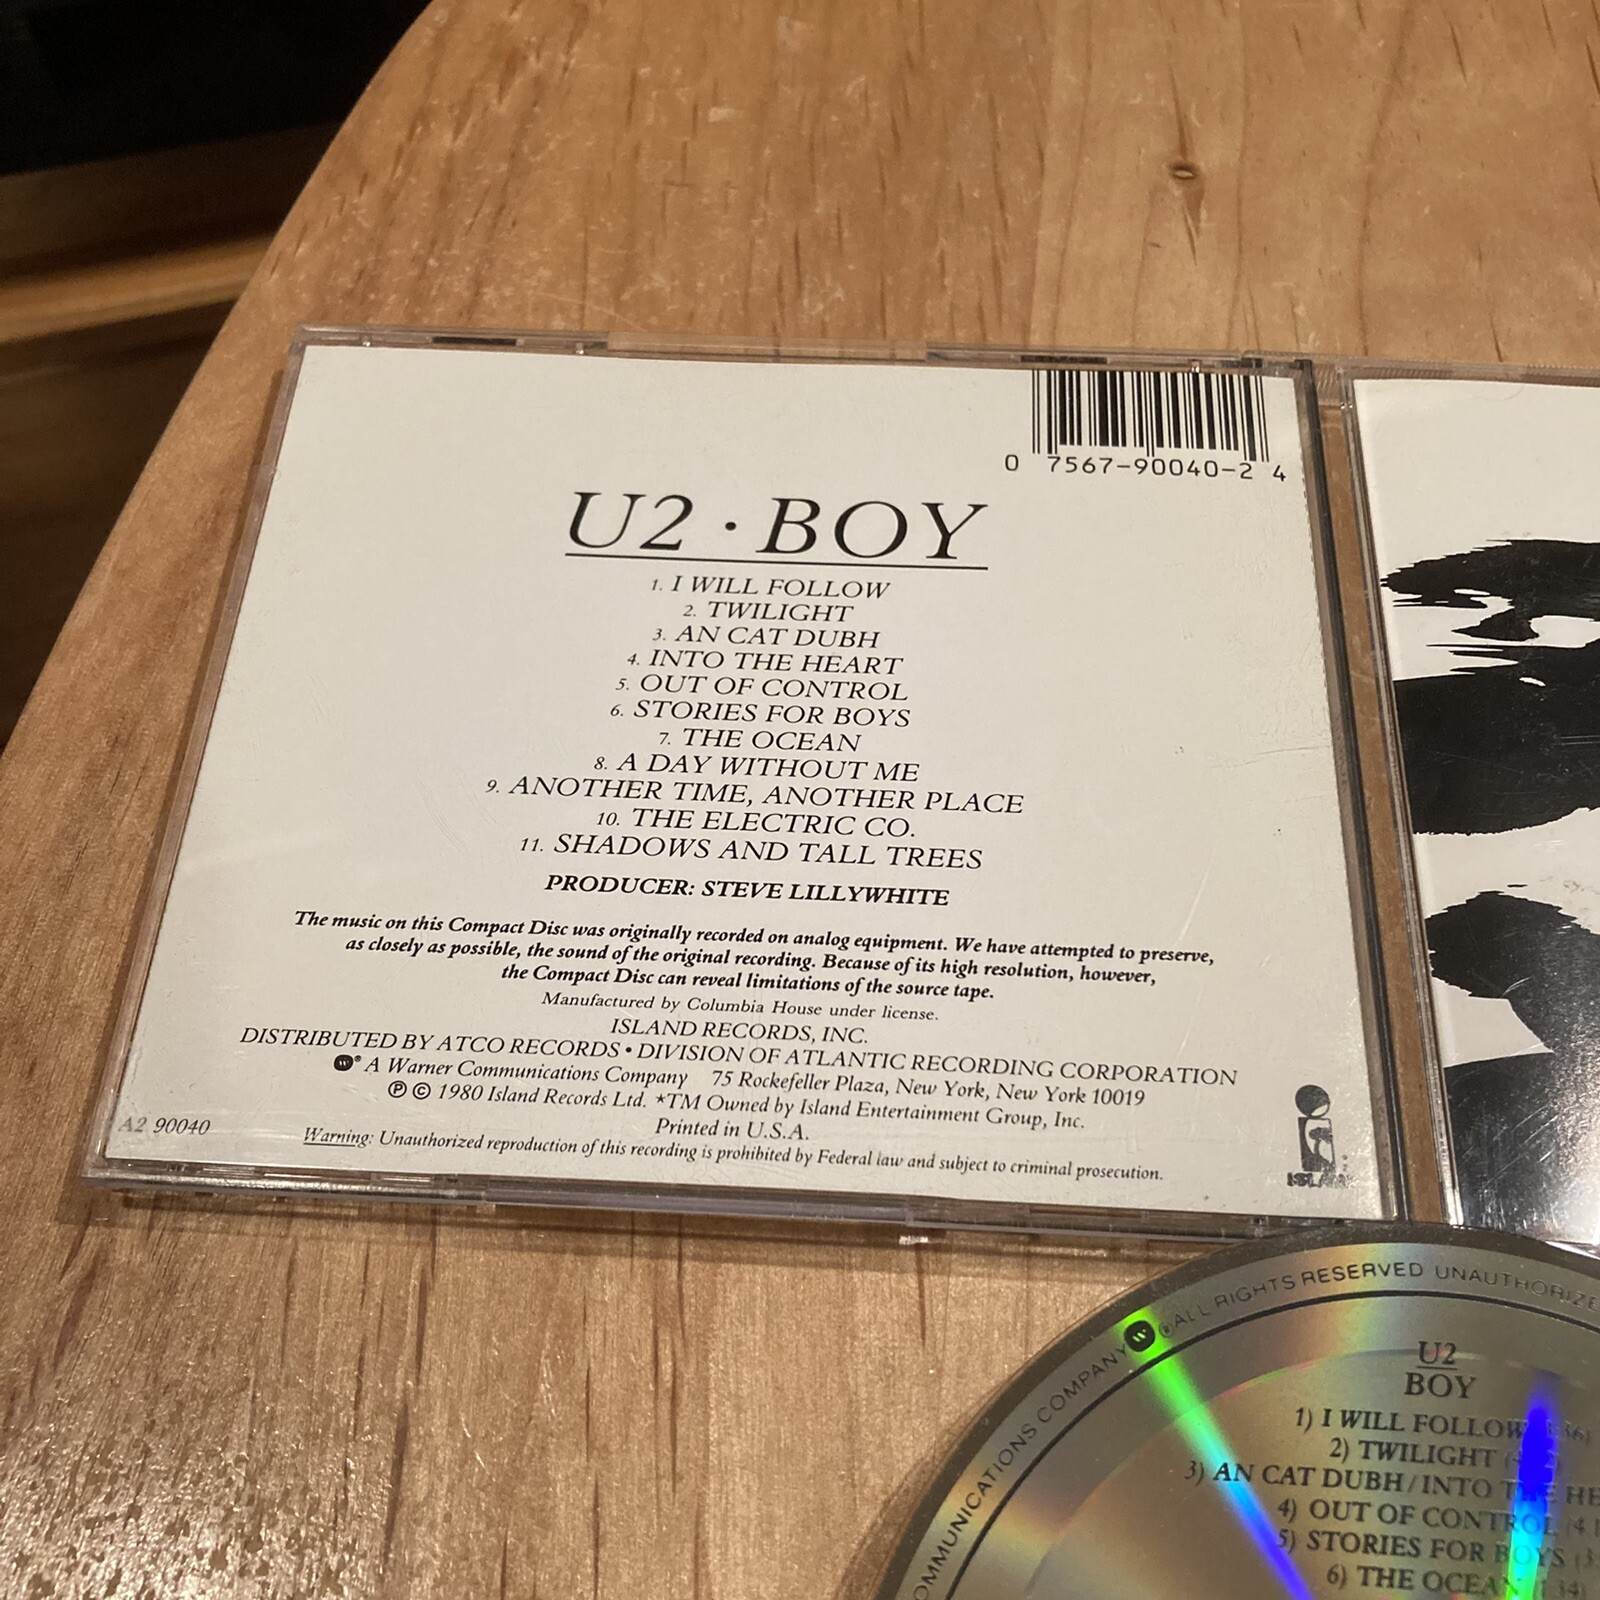 0 7567-90040-2 4
U2 · BOY
1. I WILL FOLLOW
2. TWILIGHT
3. AN CAT DUBH
4. INTO THE HEART
5. OUT OF CONTROL
6. STORIES FOR BOYS
7. THE OCEAN
8. A DAY WITHOUT ME
9. ANOTHER TIME, ANOTHER PLACE
10. THE ELECTRIC CO.
11. SHADOWS AND TALL TREES
PRODUCER: STEVE LILLYWHITE
The music on this Compact Disc was originally recorded on analog equipment. We have attempted to preserve,
as closely as possible, the sound of the original recording. Because of its high resolution, however,
the Compact Disc can reveal limitations of the source tape.
Manufactured by Columbia House under license.
ISLAND RECORDS, INC.
DISTRIBUTED BY ATCO RECORDS • DIVISION OF ATLANTIC RECORDING CORPORATION
® A Warner Communications Company 75 Rockefeller Plaza, New York, New York 10019
℗ © 1980 Island Records Ltd. *TM Owned by Island Entertainment Group, Inc.
Printed in U.S.A.
A2 90040
Warning: Unauthorized reproduction of this recording is prohibited by Federal law and subject to criminal prosecution.
ISLAND
COMMUNICATIONS COMPANY ® ALL RIGHTS RESERVED UNAUTHORIZE
U2
BOY
1) I WILL FOLLOW
2) TWILIGHT
3) AN CAT DUBH / INTO THE HE
4) OUT OF CONTROL
5) STORIES FOR BOYS
6) THE OCEAN